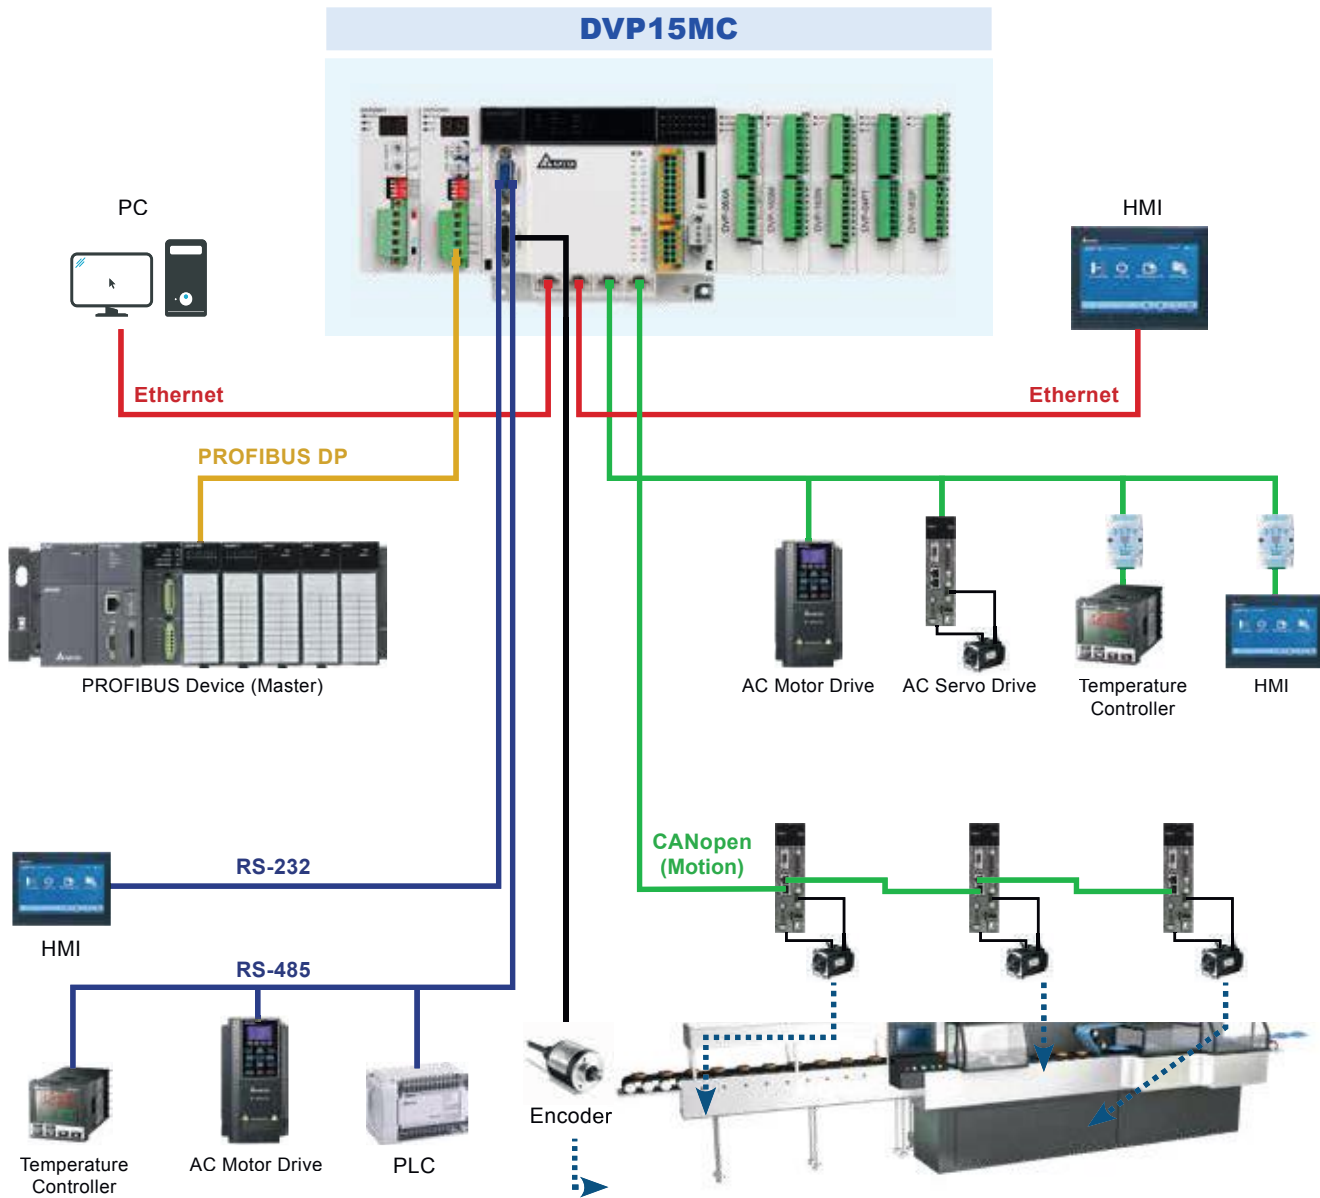 DVP15MC
PC
HMI
Ethernet
Ethernet
PROFIBUS DP
PROFIBUS Device (Master)
AC Motor Drive
AC Servo Drive
Temperature
Controller
HMI
CANopen
(Motion)
RS-232
HMI
RS-485
Encoder
Temperature
Controller
AC Motor Drive
PLC